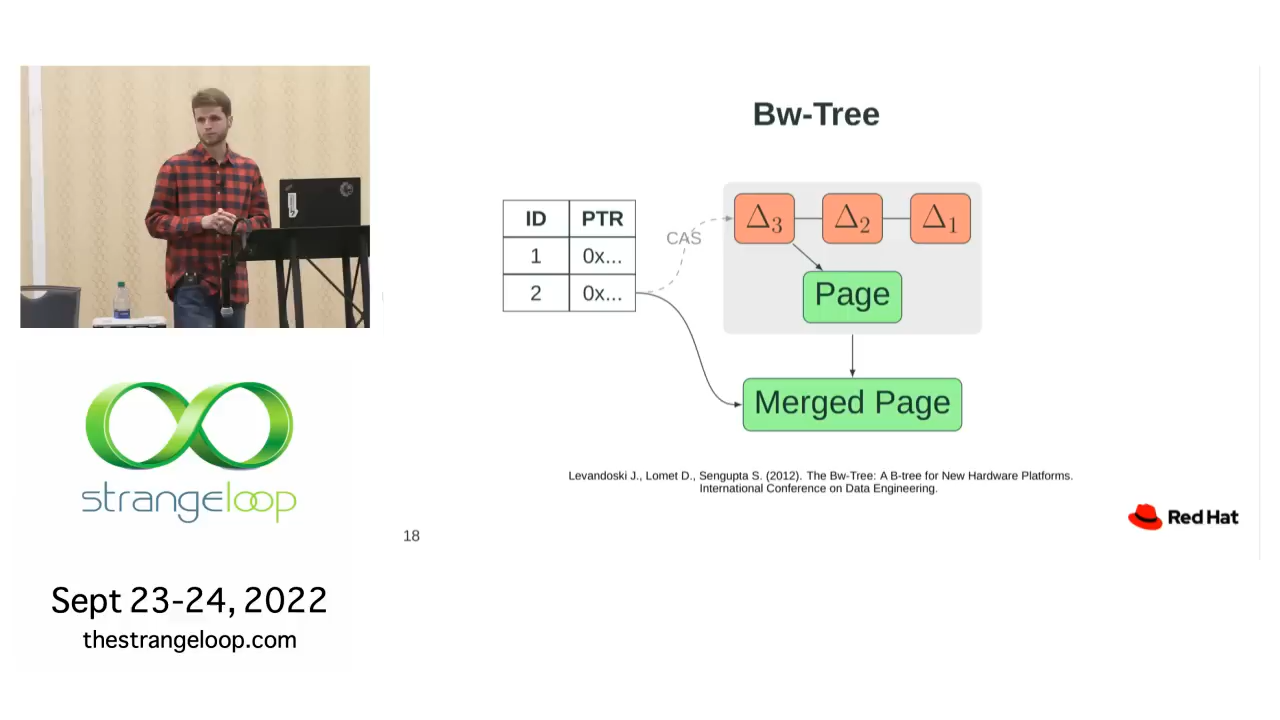 Bw-Tree
ID PTR
1 0x...
2 0x...
CAS
Δ3 Δ2 Δ1
Page
Merged Page
Levandoski J., Lomet D., Sengupta S. (2012). The Bw-Tree: A B-tree for New Hardware Platforms.
International Conference on Data Engineering.
Red Hat
18
strangeloop
Sept 23-24, 2022
thestrangeloop.com